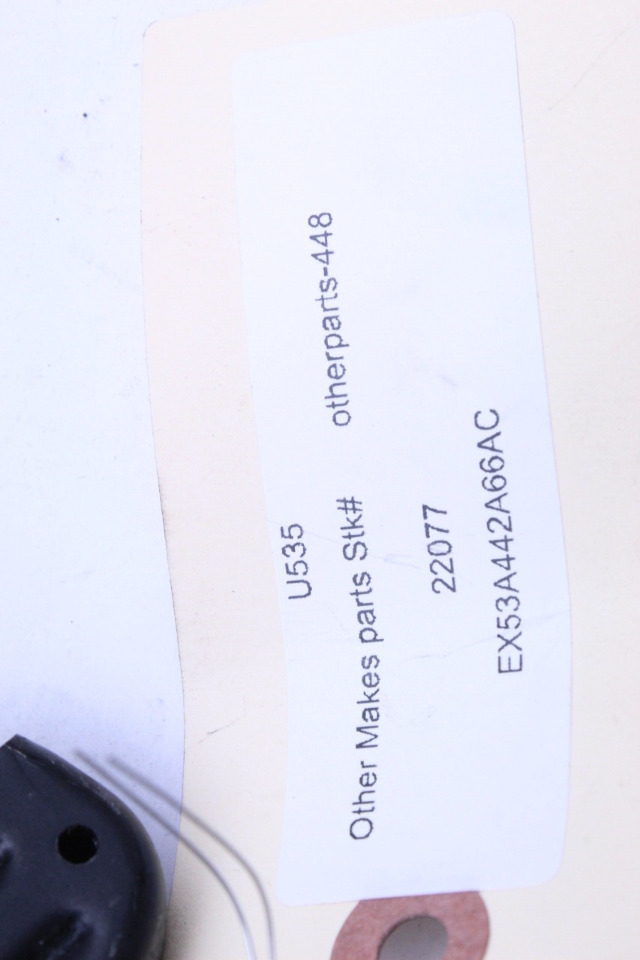 U535
Other Makes parts Stk# otherparts-448
22077
EX53A442A66AC